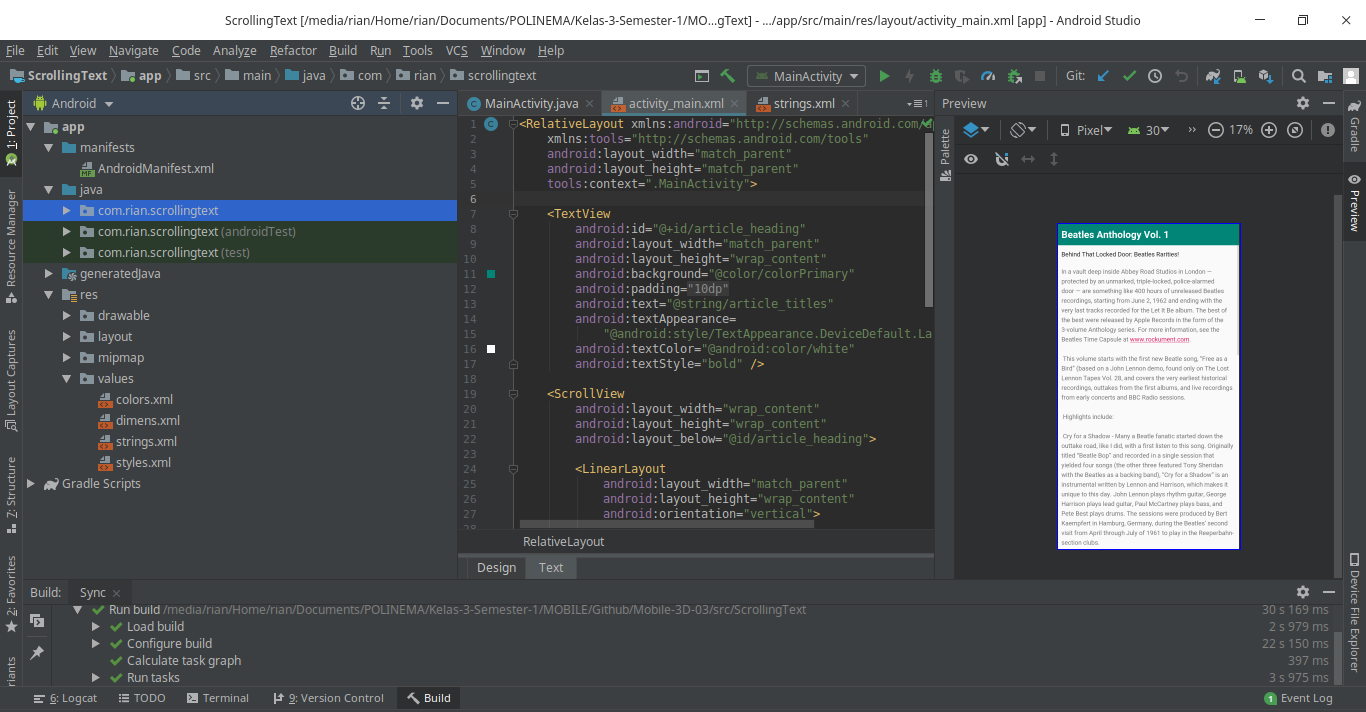 ScrollingText [/media/rian/Home/rian/Documents/POLINEMA/Kelas-3-Semester-1/MO...gText] - .../app/src/main/res/layout/activity_main.xml [app] - Android Studio
File Edit View Navigate Code Analyze Refactor Build Run Tools VCS Window Help
ScrollingText app src main java com rian scrollingtext MainActivity Git:
1: Project
Resource Manager
Layout Captures
Z: Structure
2: Favorites
riants
Android
app
manifests
AndroidManifest.xml
java
com.rian.scrollingtext
com.rian.scrollingtext (androidTest)
com.rian.scrollingtext (test)
generatedJava
res
drawable
layout
mipmap
values
colors.xml
dimens.xml
strings.xml
styles.xml
Gradle Scripts
MainActivity.java activity_main.xml strings.xml 1
1 <RelativeLayout xmlns:android="http://schemas.android.com/
2 xmlns:tools="http://schemas.android.com/tools"
3 android:layout_width="match_parent"
4 android:layout_height="match_parent"
5 tools:context=".MainActivity">
6
7 <TextView
8 android:id="@+id/article_heading"
9 android:layout_width="match_parent"
10 android:layout_height="wrap_content"
11 android:background="@color/colorPrimary"
12 android:padding="10dp"
13 android:text="@string/article_titles"
14 android:textAppearance=
15 "@android:style/TextAppearance.DeviceDefault.La
16 android:textColor="@android:color/white"
17 android:textStyle="bold" />
18
19 <ScrollView
20 android:layout_width="wrap_content"
21 android:layout_height="wrap_content"
22 android:layout_below="@id/article_heading">
23
24 <LinearLayout
25 android:layout_width="match_parent"
26 android:layout_height="wrap_content"
27 android:orientation="vertical">
28
RelativeLayout
Design Text
Palette
Preview
Pixel 30 17%
Beatles Anthology Vol. 1
Behind That Locked Door: Beatles Rarities!
In a vault deep inside Abbey Road Studios in London —
protected by an unmarked, triple-locked, police-alarmed
door — are something like 400 hours of unreleased Beatles
recordings, starting from June 2, 1962 and ending with the
very last tracks recorded for the Let It Be album. The best of
the best were released by Apple Records in the form of the
3-volume Anthology series. For more information, see the
Beatles Time Capsule at www.rockument.com.
This volume starts with the first new Beatle song, "Free as a
Bird" (based on a John Lennon demo, found only on The Lost
Lennon Tapes Vol. 28, and covers the very earliest historical
recordings, outtakes from the first albums, and live recordings
from early concerts and BBC Radio sessions.
Highlights include:
Cry for a Shadow - Many a Beatle fanatic started down the
outtake road, like I did, with a first listen to this song. Originally
titled "Beatle Bop" and recorded in a single session that
yielded four songs (the other three featured Tony Sheridan
with the Beatles as a backing band), "Cry for a Shadow" is an
instrumental written by Lennon and Harrison, which makes it
unique to this day. John Lennon plays rhythm guitar, George
Harrison plays lead guitar, Paul McCartney plays bass, and
Pete Best plays drums. The sessions were produced by Bert
Kaempfert in Hamburg, Germany, during the Beatles' second
visit from April through July of 1961 to play in the Reeperbahn-
section clubs.
Gradle
Preview
Device File Explorer
Build: Sync
Run build /media/rian/Home/rian/Documents/POLINEMA/Kelas-3-Semester-1/MOBILE/Github/Mobile-3D-03/src/ScrollingText 30 s 169 ms
Load build 2 s 979 ms
Configure build 22 s 150 ms
Calculate task graph 397 ms
Run tasks 3 s 975 ms
6: Logcat TODO Terminal 9: Version Control Build 1 Event Log